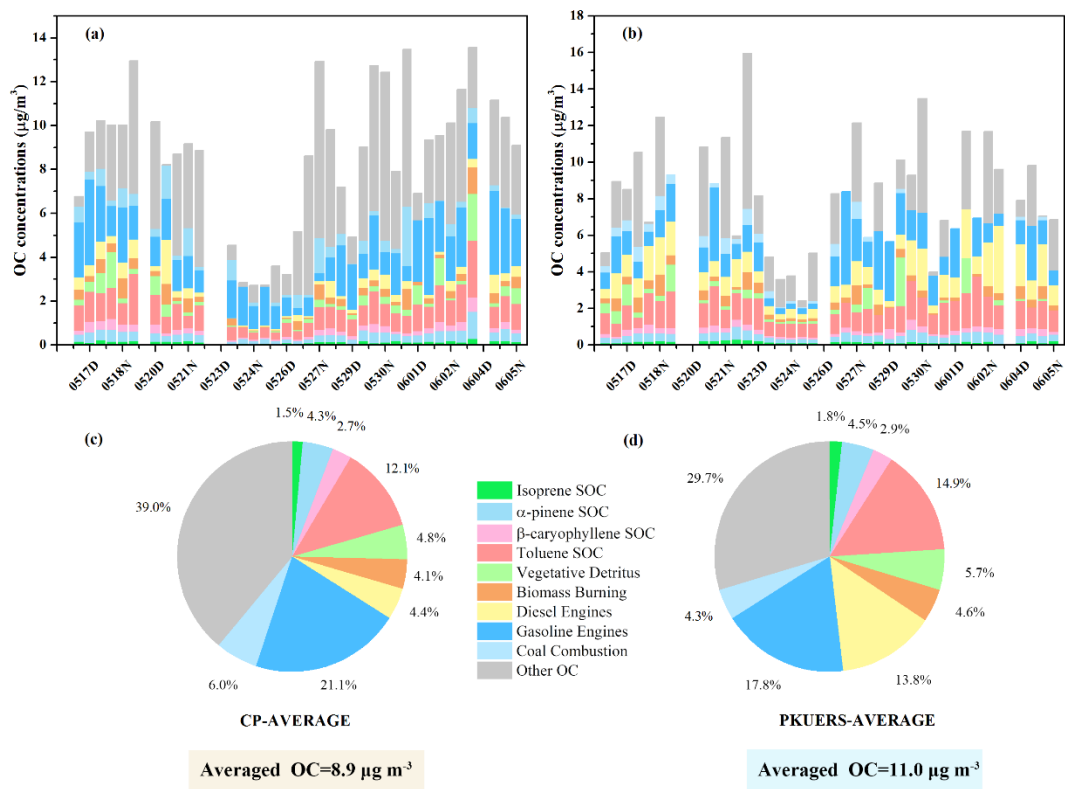 (a)
OC concentrations (μg/m³)
14
12
10
8
6
4
2
0
0517D
0518N
0520D
0521N
0523D
0524N
0526D
0527N
0529D
0530N
0601D
0602N
0604D
0605N
(b)
OC concentrations (μg/m³)
18
16
14
12
10
8
6
4
2
0
0517D
0518N
0520D
0521N
0523D
0524N
0526D
0527N
0529D
0530N
0601D
0602N
0604D
0605N
(c)
1.5%
4.3%
2.7%
12.1%
4.8%
4.1%
4.4%
21.1%
6.0%
39.0%
CP-AVERAGE
Averaged OC=8.9 μg m⁻³
Isoprene SOC
α-pinene SOC
β-caryophyllene SOC
Toluene SOC
Vegetative Detritus
Biomass Burning
Diesel Engines
Gasoline Engines
Coal Combustion
Other OC
(d)
1.8%
4.5%
2.9%
14.9%
5.7%
4.6%
13.8%
17.8%
4.3%
29.7%
PKUERS-AVERAGE
Averaged OC=11.0 μg m⁻³